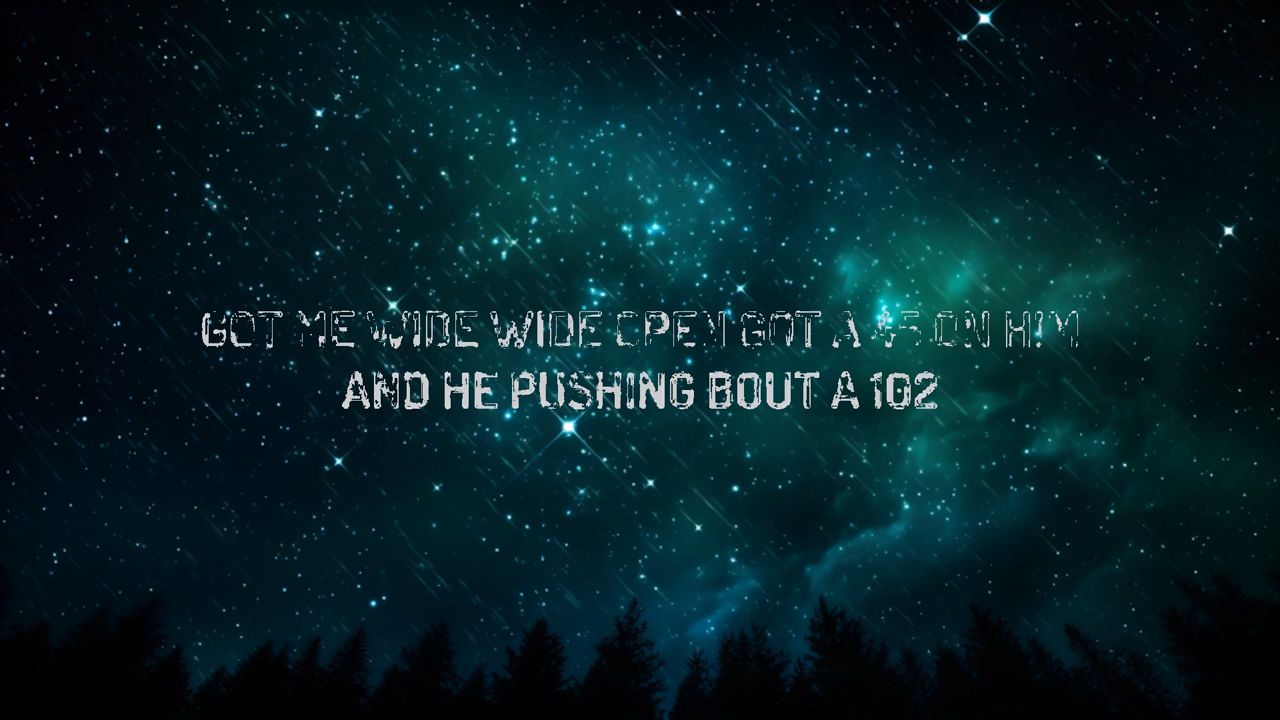 GOT ME WIDE WIDE OPEN GOT A 45 ON HIM
AND HE PUSHING BOUT A 102